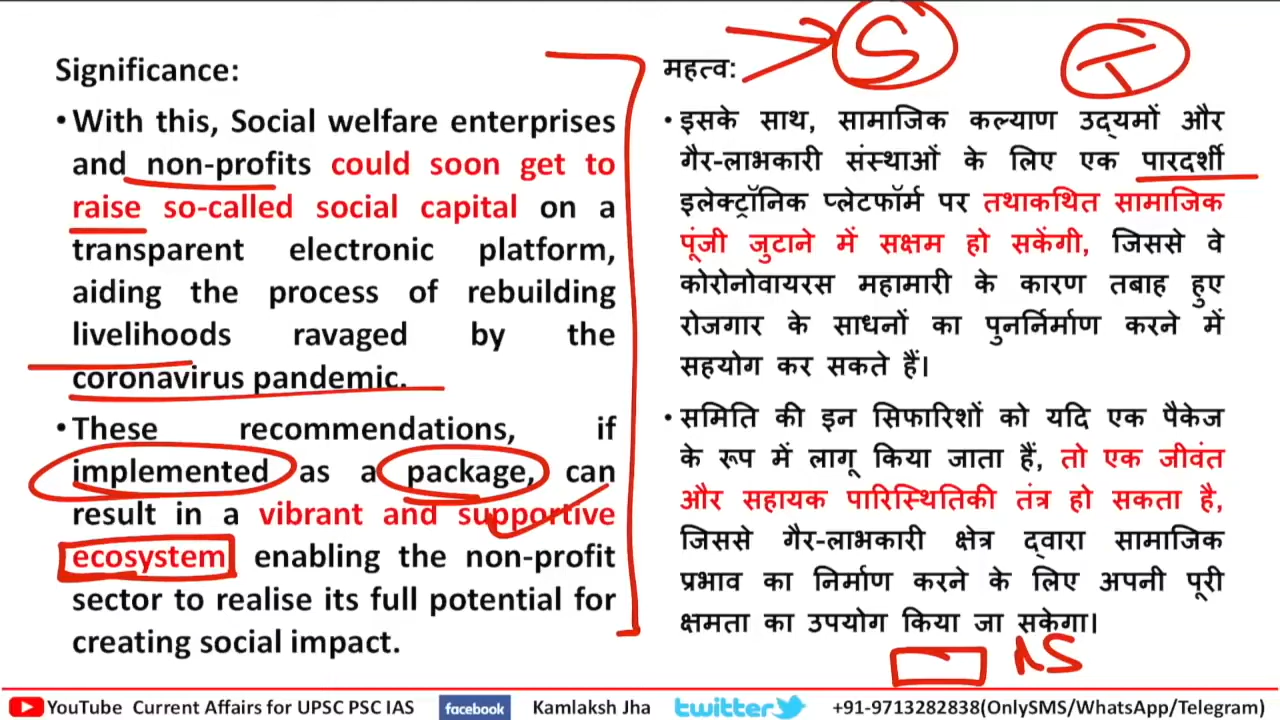 Significance:
•With this, Social welfare enterprises
and non-profits could soon get to
raise so-called social capital on a
transparent electronic platform,
aiding the process of rebuilding
livelihoods ravaged by the
coronavirus pandemic.
•These recommendations, if
implemented as a package, can
result in a vibrant and supportive
ecosystem enabling the non-profit
sector to realise its full potential for
creating social impact.
S
T
महत्व:
•इसके साथ, सामाजिक कल्याण उद्यमों और
गैर-लाभकारी संस्थाओं के लिए एक पारदर्शी
इलेक्ट्रॉनिक प्लेटफॉर्म पर तथाकथित सामाजिक
पूंजी जुटाने में सक्षम हो सकेंगी, जिससे वे
कोरोनोवायरस महामारी के कारण तबाह हुए
रोजगार के साधनों का पुनर्निर्माण करने में
सहयोग कर सकते हैं।
•समिति की इन सिफारिशों को यदि एक पैकेज
के रूप में लागू किया जाता हैं, तो एक जीवंत
और सहायक पारिस्थितिकी तंत्र हो सकता है,
जिससे गैर-लाभकारी क्षेत्र द्वारा सामाजिक
प्रभाव का निर्माण करने के लिए अपनी पूरी
क्षमता का उपयोग किया जा सकेगा।
YouTube Current Affairs for UPSC PSC IAS facebook Kamlaksh Jha twitter +91-9713282838(OnlySMS/WhatsApp/Telegram)